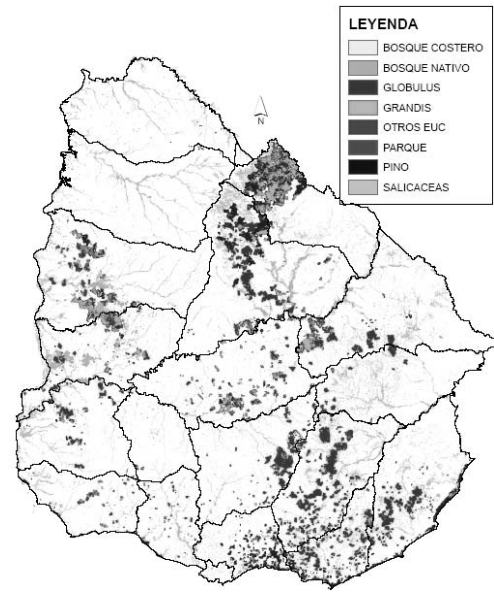 LEYENDA
BOSQUE COSTERO
BOSQUE NATIVO
GLOBULUS
GRANDIS
OTROS EUC
PARQUE
PINO
SALICACEAS
N